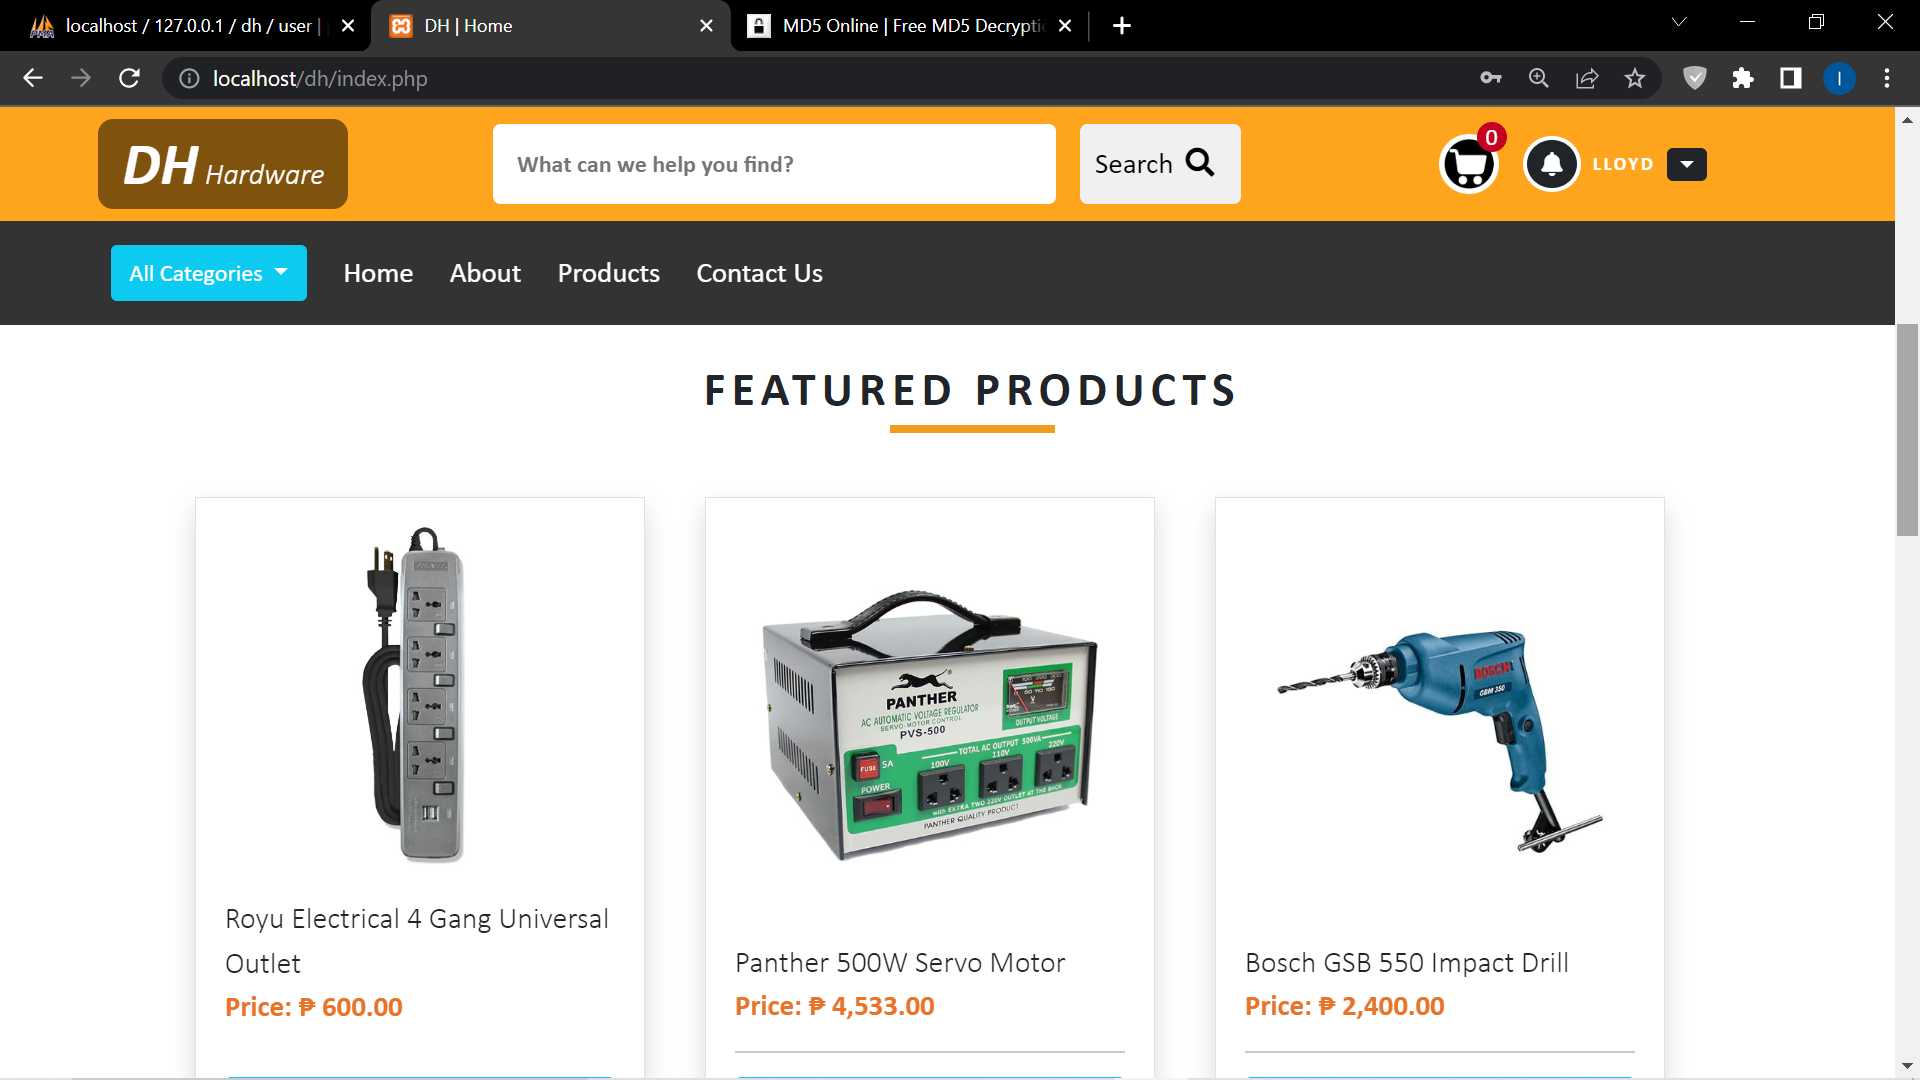 localhost / 127.0.0.1 / dh / user |
DH | Home
MD5 Online | Free MD5 Decrypti
localhost/dh/index.php
I
DH Hardware
What can we help you find?
Search
0
LLOYD
All Categories
Home
About
Products
Contact Us
FEATURED PRODUCTS
PANTHER
AC AUTOMATIC VOLTAGE REGULATOR
SERVO-MOTOR CONTROL
PVS-500
OUTPUT VOLTAGE
TOTAL AC OUTPUT 500VA
FUSE
5A
100V
110V
220V
POWER
with EXTRA TWO 220V OUTLET AT THE BACK
PANTHER QUALITY PRODUCT
BOSCH
GBM 350
Royu Electrical 4 Gang Universal
Outlet
Price: ₱ 600.00
Panther 500W Servo Motor
Price: ₱ 4,533.00
Bosch GSB 550 Impact Drill
Price: ₱ 2,400.00